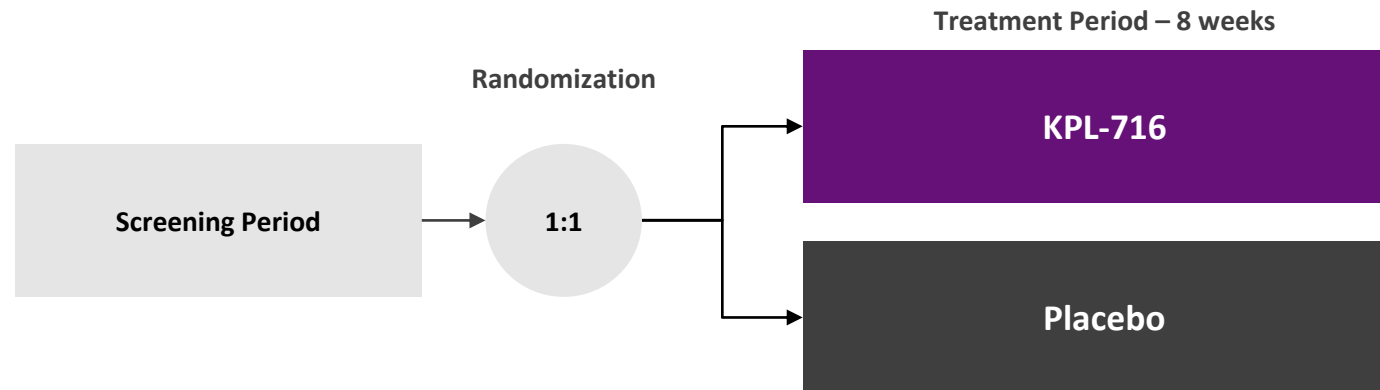 Treatment Period – 8 weeks
Randomization
KPL-716
Screening Period
1:1
Placebo